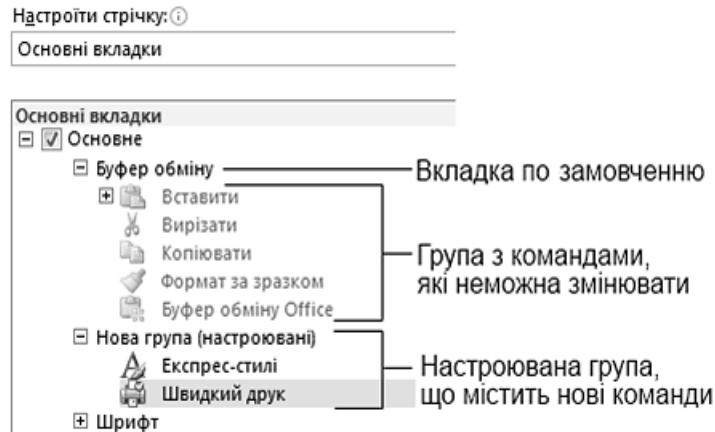 Настроїти стрічку:
Основні вкладки
Основні вкладки
Основне
Буфер обміну
Вкладка по замовченню
Вставити
Вирізати
Копіювати
Група з командами,
які неможна змінювати
Формат за зразком
Буфер обміну Office
Нова група (настроювані)
Експрес-стилі
Настроювана група,
що містить нові команди
Швидкий друк
Шрифт